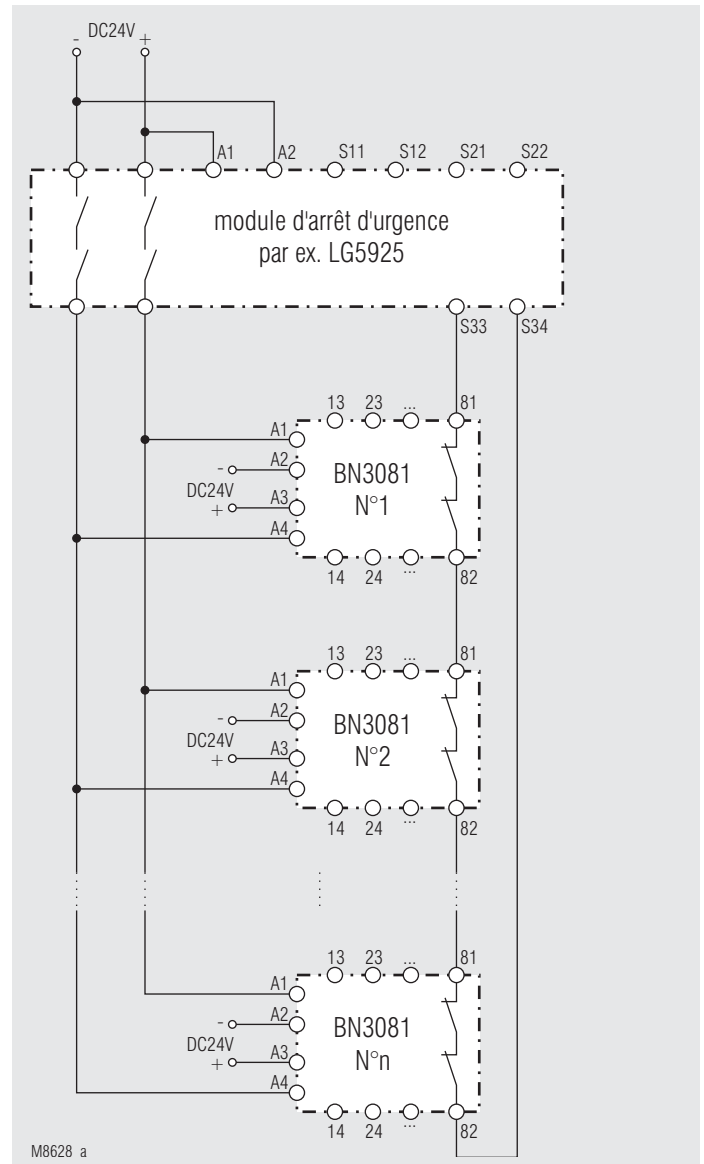 - DC24V +
A1 A2 S11 S12 S21 S22
module d'arrêt d'urgence
par ex. LG5925
S33 S34
13 23 ... 81
A1
A2 -
BN3081
DC24V
N°1
A3 +
A4
14 24 ... 82
13 23 ... 81
A1
A2 -
BN3081
DC24V
N°2
A3 +
A4
14 24 ... 82
13 23 ... 81
A1
A2 -
BN3081
DC24V
N°n
A3 +
A4
14 24 ... 82
M8628 a